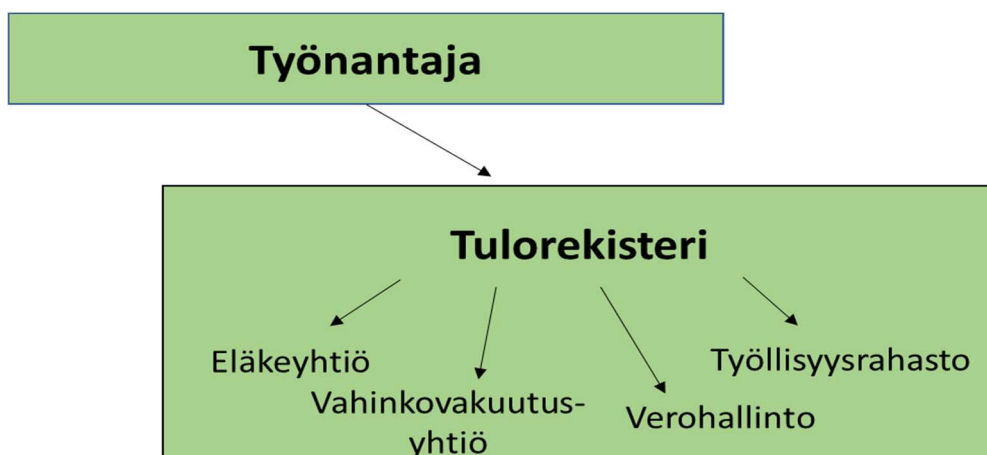 Työnantaja
Tulorekisteri
Eläkeyhtiö
Vahinkovakuutus-
yhtiö
Verohallinto
Työllisyysrahasto